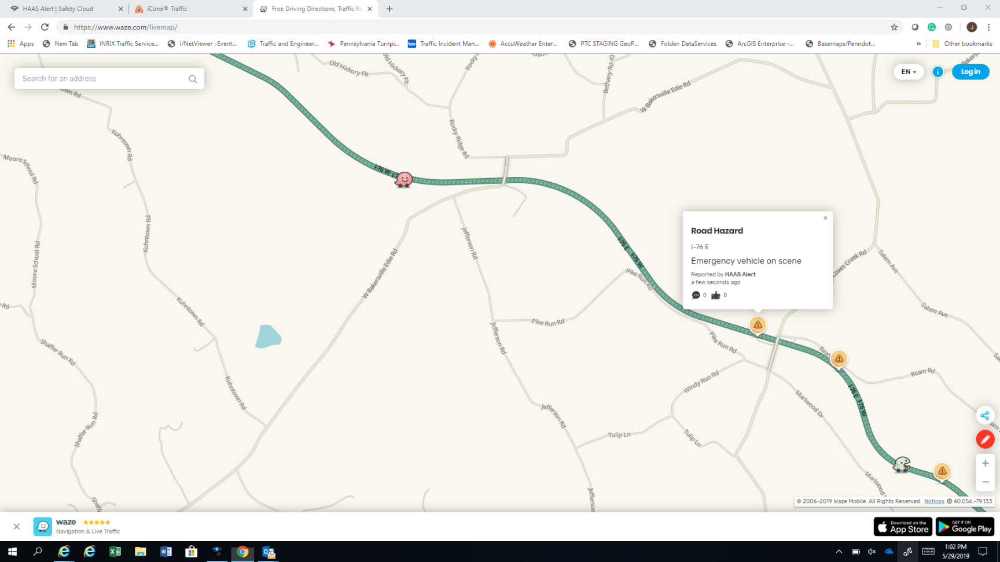 HAAS Alert | Safety Cloud
iCone® Traffic
Free Driving Directions, Traffic Re
https://www.waze.com/livemap/
Apps
New Tab
INRIX Traffic Service...
I/NetViewer : Event...
Traffic and Engineer...
Pennsylvania Turnpi...
box
Traffic Incident Man...
AccuWeather Enter...
PTC STAGING GeoP...
Folder: DataServices
ArcGIS Enterprise -...
Basemaps/Penndot...
»
Other bookmarks
J
Search for an address
EN
Log in
Old Hickory Flt
Old Hickory Flt
Rocky
Bethany Rd
Dr
W Bakersville Edie Rd
Bakers
own Rd
Kuhntown Rd
Rocky Ridge Rd
Moore School Rd
I-76 W
Kuhntown Rd
Jefferson Rd
I-76 E
I-76 W
Moore School Rd
W Bakersville Edie Rd
Pike Run Rd
Road Hazard
I-76 E
Emergency vehicle on scene
Reported by HAAS Alert
a few seconds ago
0
0
Coxes Creek Rd
Salem Ave
Salem Ave
Rd
Kuhntown Rd
Pike Run Rd
Jefferson Rd
Pike Run Rd
Shaffer Run Rd
Ream
Ream Rd
Windy Run Rd
Kuhntown Rd
I-76 E
I-76 W
Marlwood Dr
Jefferson Rd
Shaffer Run Rd
Tulip Ln
Tulip Ln
Marlwood
Jefferson Rd
Shaffe
+
−
© 2006-2019 Waze Mobile. All Rights Reserved. Notices 40.056,-79.133
waze
Navigation & Live Traffic
Download on the
App Store
GET IT ON
Google Play
1:02 PM
5/29/2019